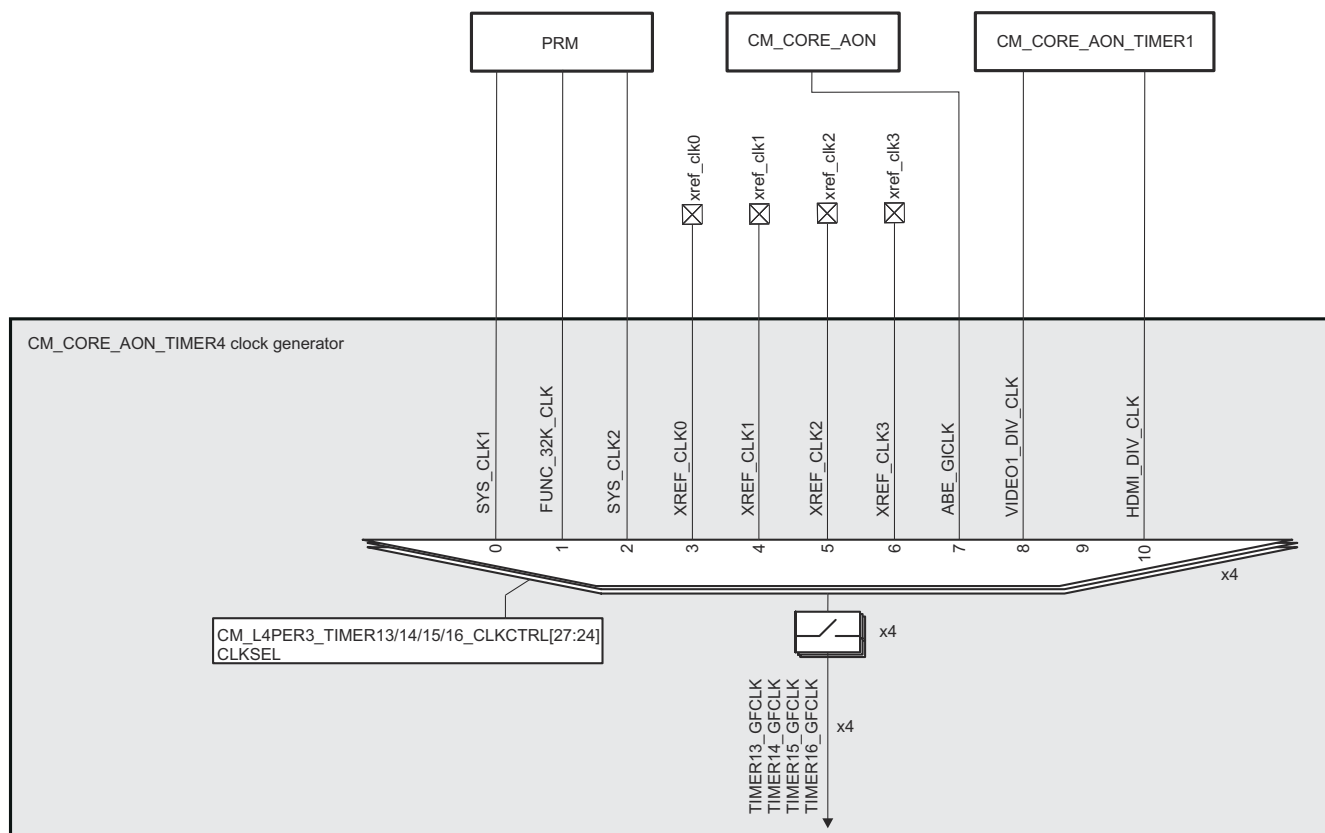 PRM
CM_CORE_AON
CM_CORE_AON_TIMER1
xref_clk0
xref_clk1
xref_clk2
xref_clk3
CM_CORE_AON_TIMER4 clock generator
SYS_CLK1
FUNC_32K_CLK
SYS_CLK2
XREF_CLK0
XREF_CLK1
XREF_CLK2
XREF_CLK3
ABE_GICLK
VIDEO1_DIV_CLK
HDMI_DIV_CLK
0
1
2
3
4
5
6
7
8
9
10
x4
CM_L4PER3_TIMER13/14/15/16_CLKCTRL[27:24]
CLKSEL
x4
TIMER13_GFCLK
TIMER14_GFCLK
TIMER15_GFCLK
TIMER16_GFCLK
x4